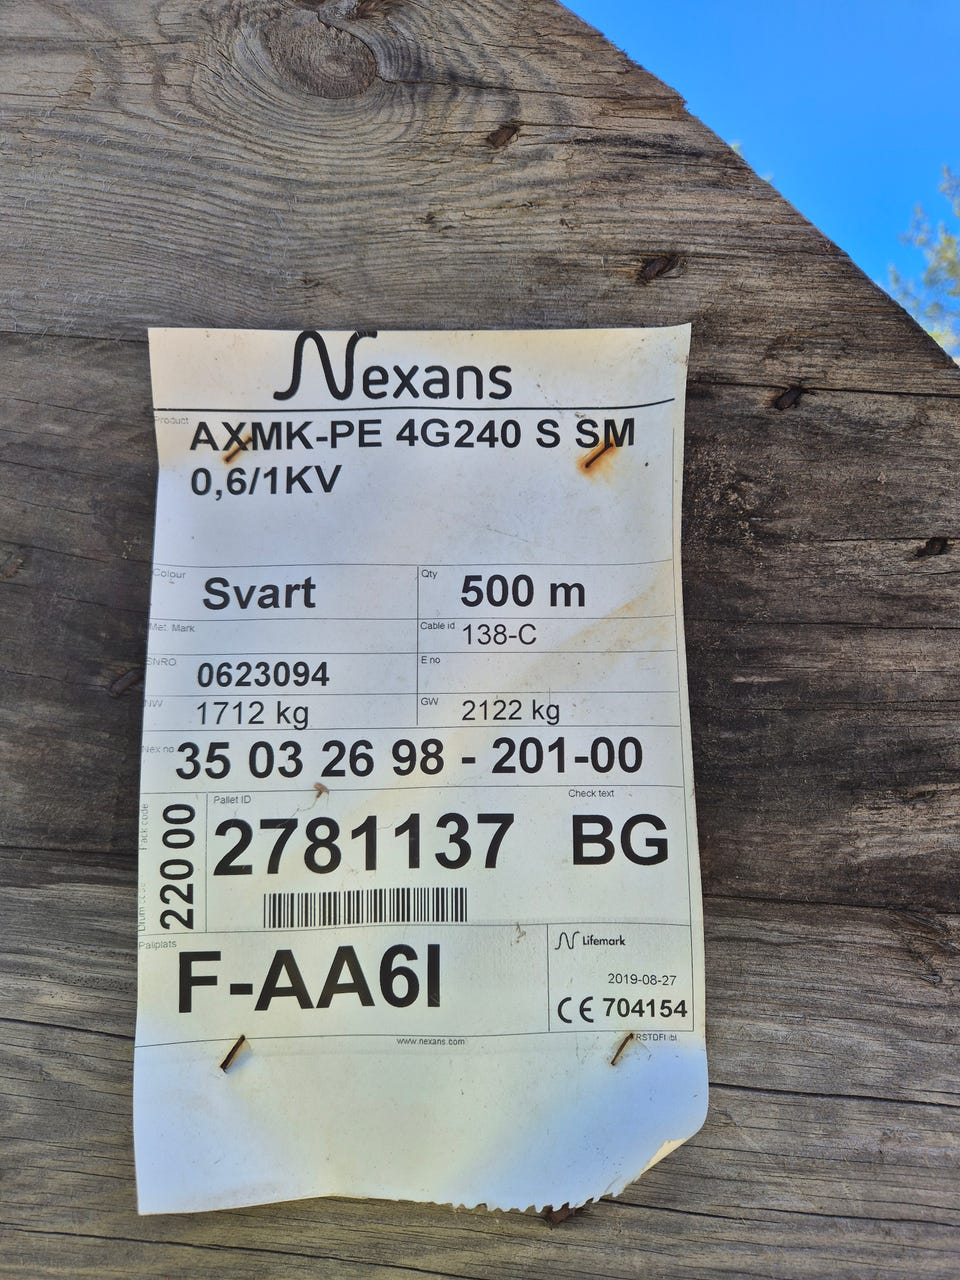 Nexans
Product
AXMK-PE 4G240 S SM
0,6/1KV
Colour
Svart
Qty
500 m
Met. Mark
Cable id
138-C
SNRO
0623094
E no
NW
1712 kg
GW
2122 kg
Nex no
35 03 26 98 - 201-00
Drum code
Pack code
220 00
Pallet ID
2781137
Check text
BG
Pallplats
F-AA6I
Lifemark
2019-08-27
CE 704154
www.nexans.com